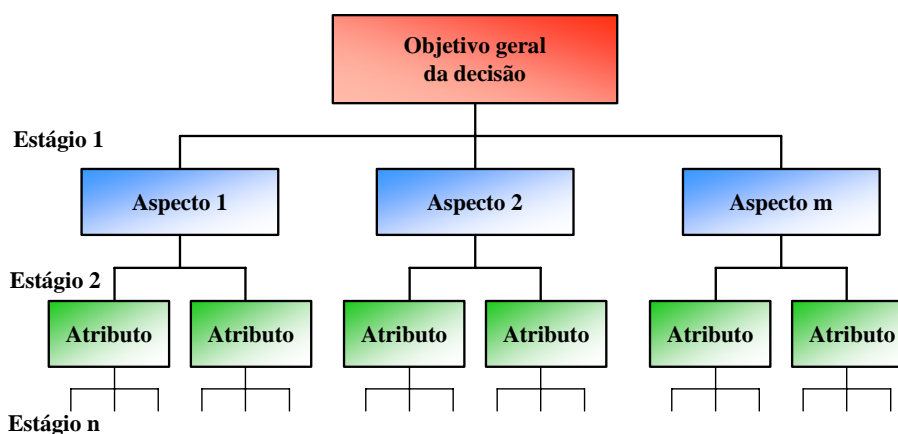 Objetivo geral
da decisão
Estágio 1
Aspecto 1
Aspecto 2
Aspecto m
Estágio 2
Atributo
Atributo
Atributo
Atributo
Atributo
Atributo
Estágio n